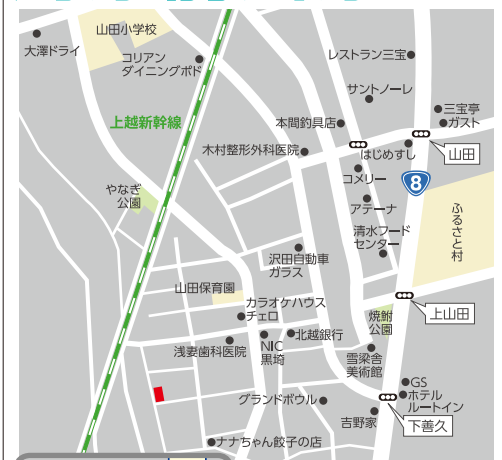 山田小学校
大澤ドライ
コリアン
ダイニングポド
レストラン三宝
サントノーレ
三宝亭
ガスト
上越新幹線
本間釣具店
木村整形外科医院
はじめすし
山田
コメリー
8
やなぎ
公園
アテーナ
ふるさと村
清水フード
センター
沢田自動車
ガラス
山田保育園
カラオケハウス
チェロ
上山田
焼鮒
公園
浅妻歯科医院
NIC
黒埼
北越銀行
雪梁舎
美術館
GS
ホテル
ルートイン
グランドボウル
吉野家
下善久
ナナちゃん餃子の店